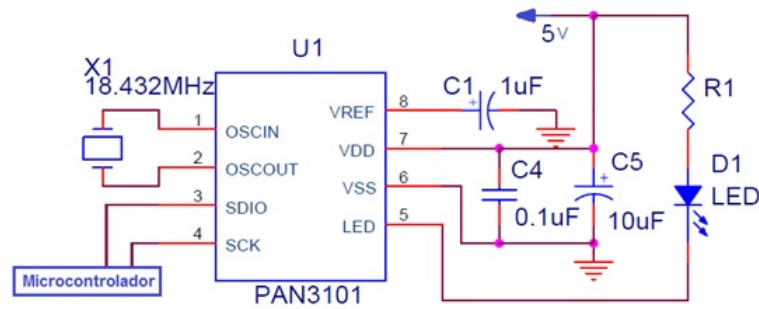 5V
U1
X1
18.432MHz
C1
1uF
R1
1
OSCIN
VREF
8
2
OSCOUT
VDD
7
3
SDIO
VSS
6
4
SCK
LED
5
C4
0.1uF
C5
10uF
D1
LED
Microcontrolador
PAN3101